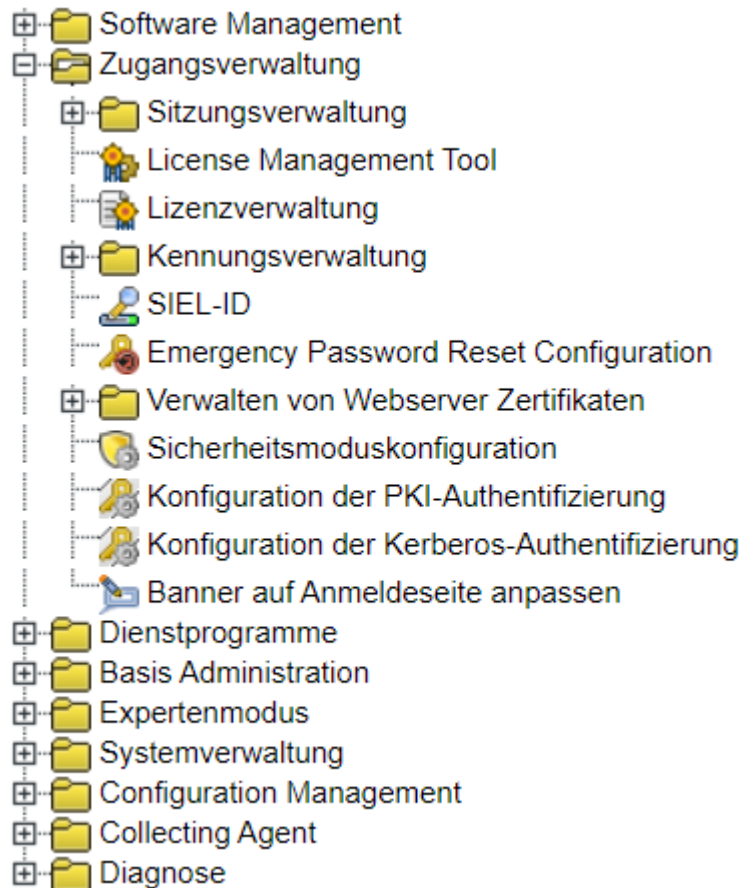 Software Management
Zugangsverwaltung
Sitzungsverwaltung
License Management Tool
Lizenzverwaltung
Kennungsverwaltung
SIEL-ID
Emergency Password Reset Configuration
Verwalten von Webserver Zertifikaten
Sicherheitsmoduskonfiguration
Konfiguration der PKI-Authentifizierung
Konfiguration der Kerberos-Authentifizierung
Banner auf Anmeldeseite anpassen
Dienstprogramme
Basis Administration
Expertenmodus
Systemverwaltung
Configuration Management
Collecting Agent
Diagnose